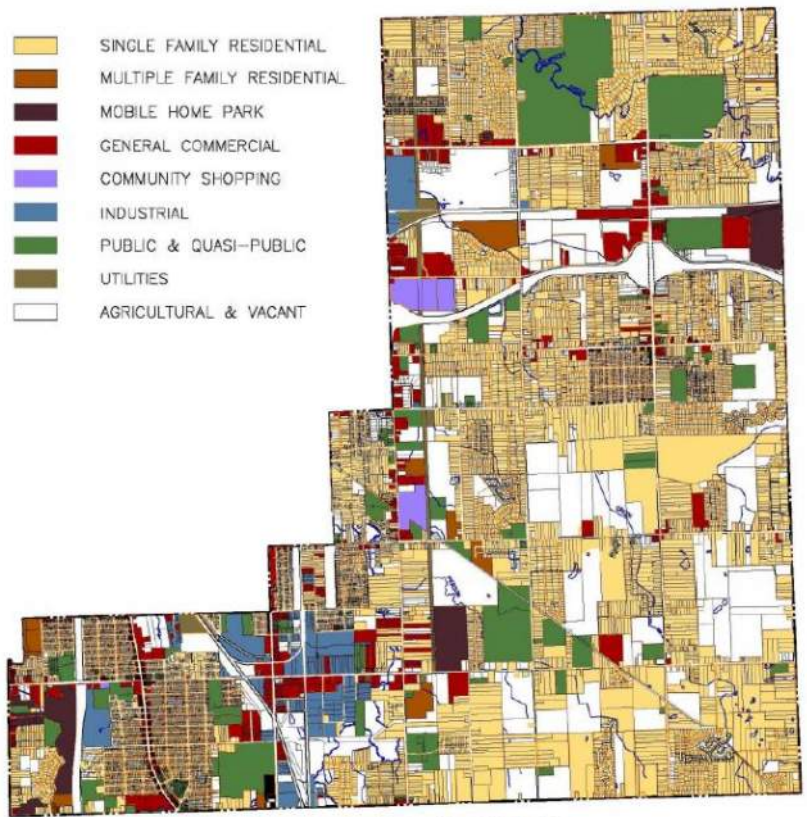 SINGLE FAMILY RESIDENTIAL
MULTIPLE FAMILY RESIDENTIAL
MOBILE HOME PARK
GENERAL COMMERCIAL
COMMUNITY SHOPPING
INDUSTRIAL
PUBLIC & QUASI-PUBLIC
UTILITIES
AGRICULTURAL & VACANT